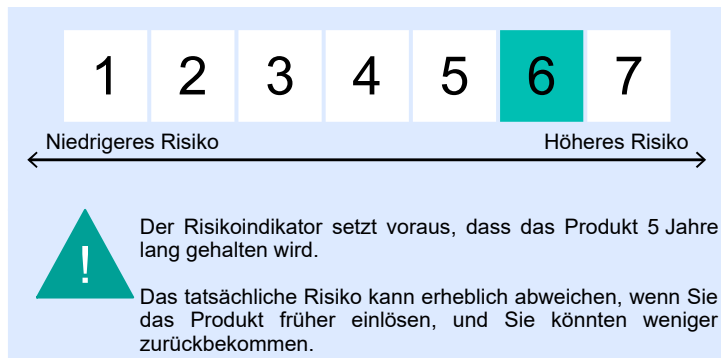 1 2 3 4 5 6 7
Niedrigeres Risiko Höheres Risiko
!
Der Risikoindikator setzt voraus, dass das Produkt 5 Jahre
lang gehalten wird.
Das tatsächliche Risiko kann erheblich abweichen, wenn Sie
das Produkt früher einlösen, und Sie könnten weniger
zurückbekommen.